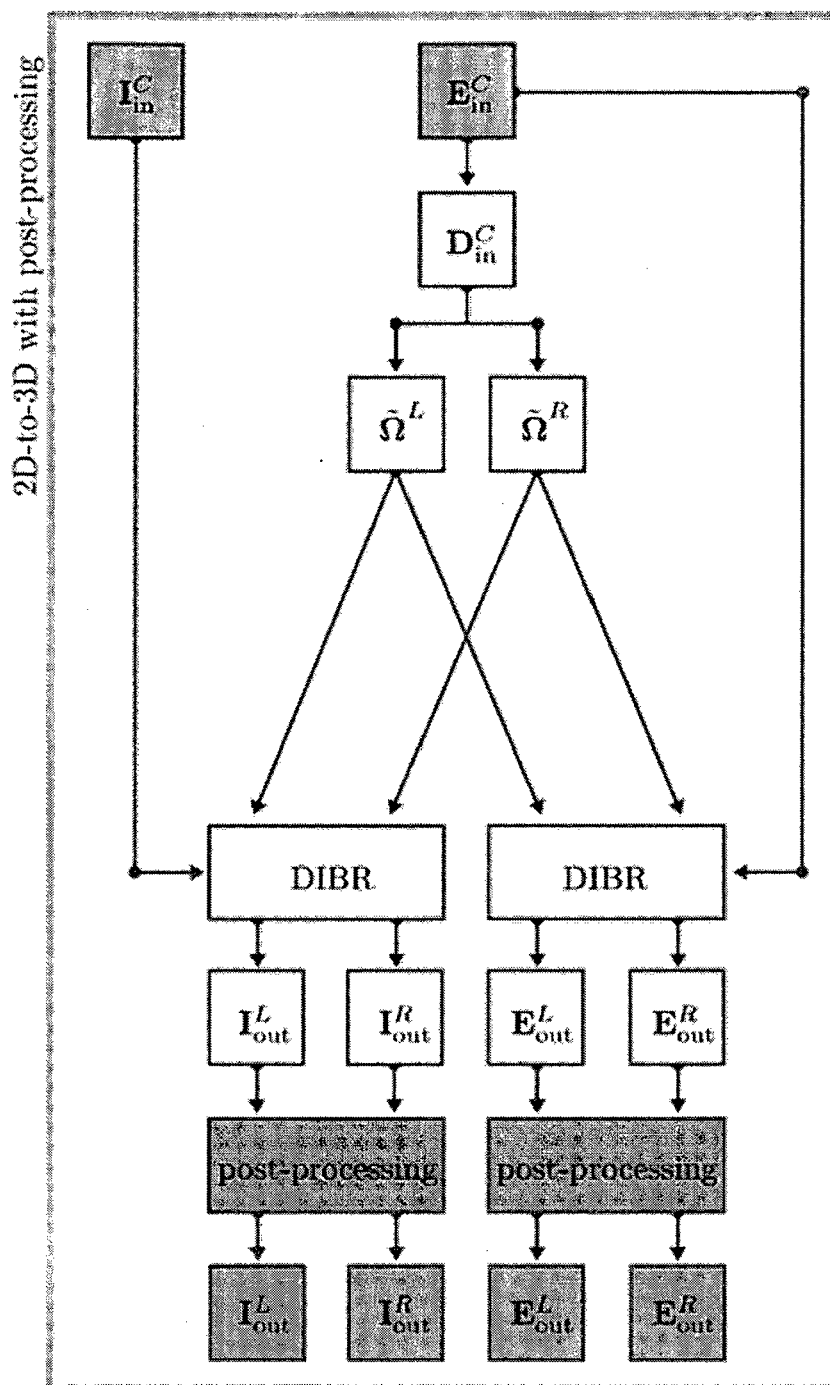 2D-to-3D with post-processing
I^C_in
E^C_in
D^C_in
Ω̃^L
Ω̃^R
DIBR
DIBR
I^L_out
I^R_out
E^L_out
E^R_out
post-processing
post-processing
I^L_out
I^R_out
E^L_out
E^R_out